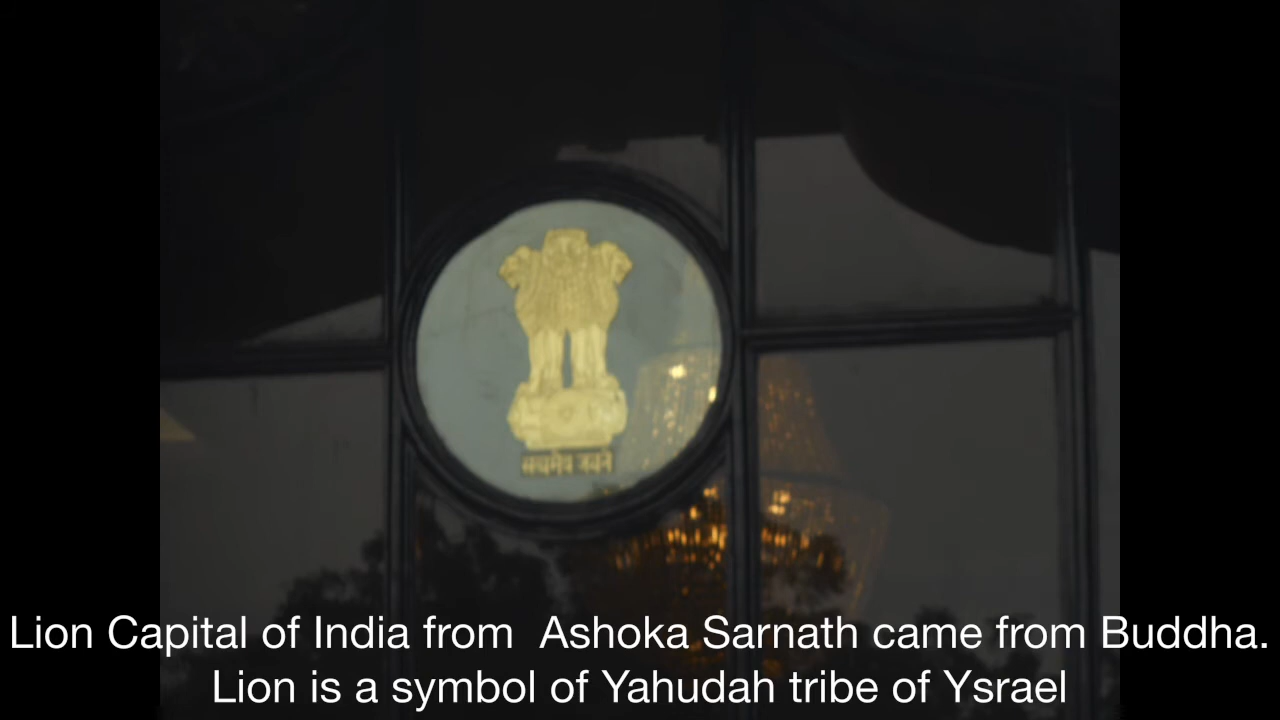 सत्यमेव जयते
Lion Capital of India from  Ashoka Sarnath came from Buddha.
Lion is a symbol of Yahudah tribe of Ysrael